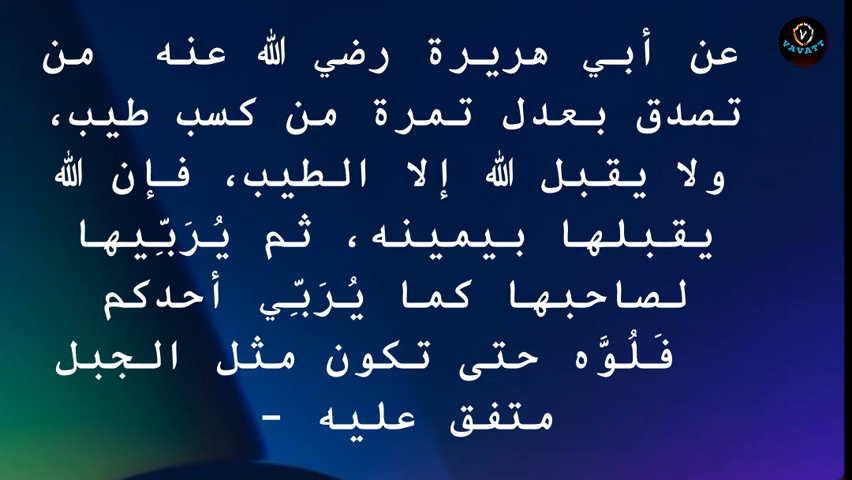 عن أبي هريرة رضي الله عنه من
تصدق بعدل تمرة من كسب طيب،
ولا يقبل الله إلا الطيب، فإن الله
يقبلها بيمينه، ثم يُرَبِّيها
لصاحبها كما يُرَبِّي أحدكم
فَلُوَّه حتى تكون مثل الجبل
متفق عليه -
VAVATT